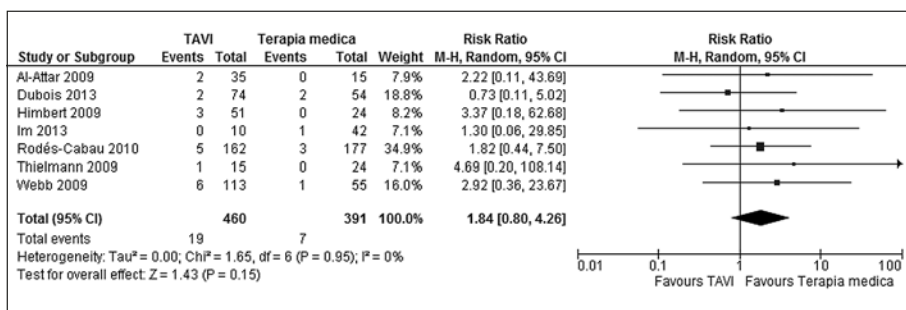 TAVI Terapia medica Risk Ratio Risk Ratio
Study or Subgroup Events Total Events Total Weight M-H, Random, 95% CI M-H, Random, 95% CI
Al-Attar 2009 2 35 0 15 7.9% 2.22 [0.11, 43.69]
Dubois 2013 2 74 2 54 18.8% 0.73 [0.11, 5.02]
Himbert 2009 3 51 0 24 8.2% 3.37 [0.18, 62.68]
Im 2013 0 10 1 42 7.1% 1.30 [0.06, 29.85]
Rodés-Cabau 2010 5 162 3 177 34.9% 1.82 [0.44, 7.50]
Thielmann 2009 1 15 0 24 7.1% 4.69 [0.20, 108.14]
Webb 2009 6 113 1 55 16.0% 2.92 [0.36, 23.67]
Total (95% CI) 460 391 100.0% 1.84 [0.80, 4.26]
Total events 19 7
Heterogeneity: Tau² = 0.00; Chi² = 1.65, df = 6 (P = 0.95); I² = 0%
Test for overall effect: Z = 1.43 (P = 0.15)
0.01 0.1 1 10 100
Favours TAVI Favours Terapia medica